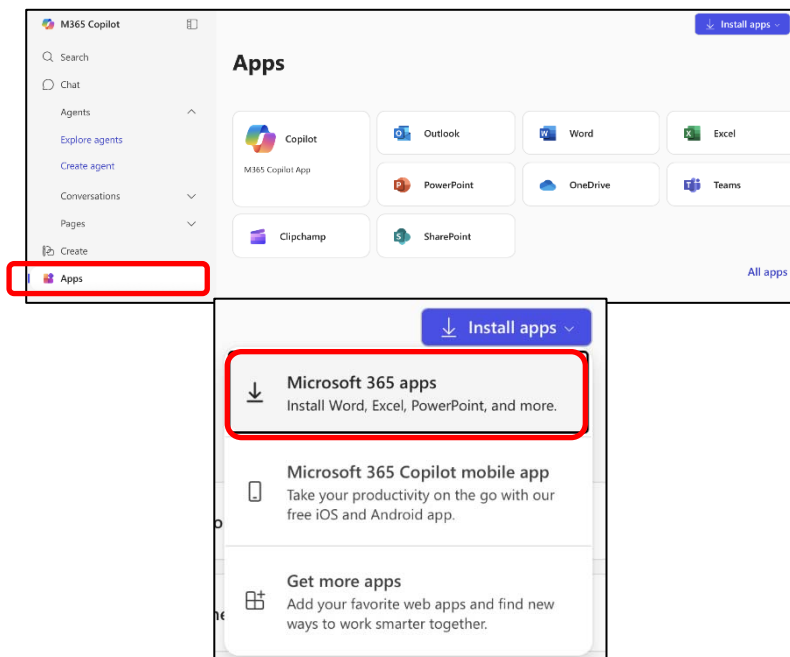 M365 Copilot
Install apps
Search
Apps
Chat
Agents
Explore agents
Create agent
Conversations
Pages
Create
Apps
Copilot
M365 Copilot App
Outlook
Word
Excel
PowerPoint
OneDrive
Teams
Clipchamp
SharePoint
All apps
Install apps
Microsoft 365 apps
Install Word, Excel, PowerPoint, and more.
Microsoft 365 Copilot mobile app
Take your productivity on the go with our
free iOS and Android app.
Get more apps
Add your favorite web apps and find new
ways to work smarter together.